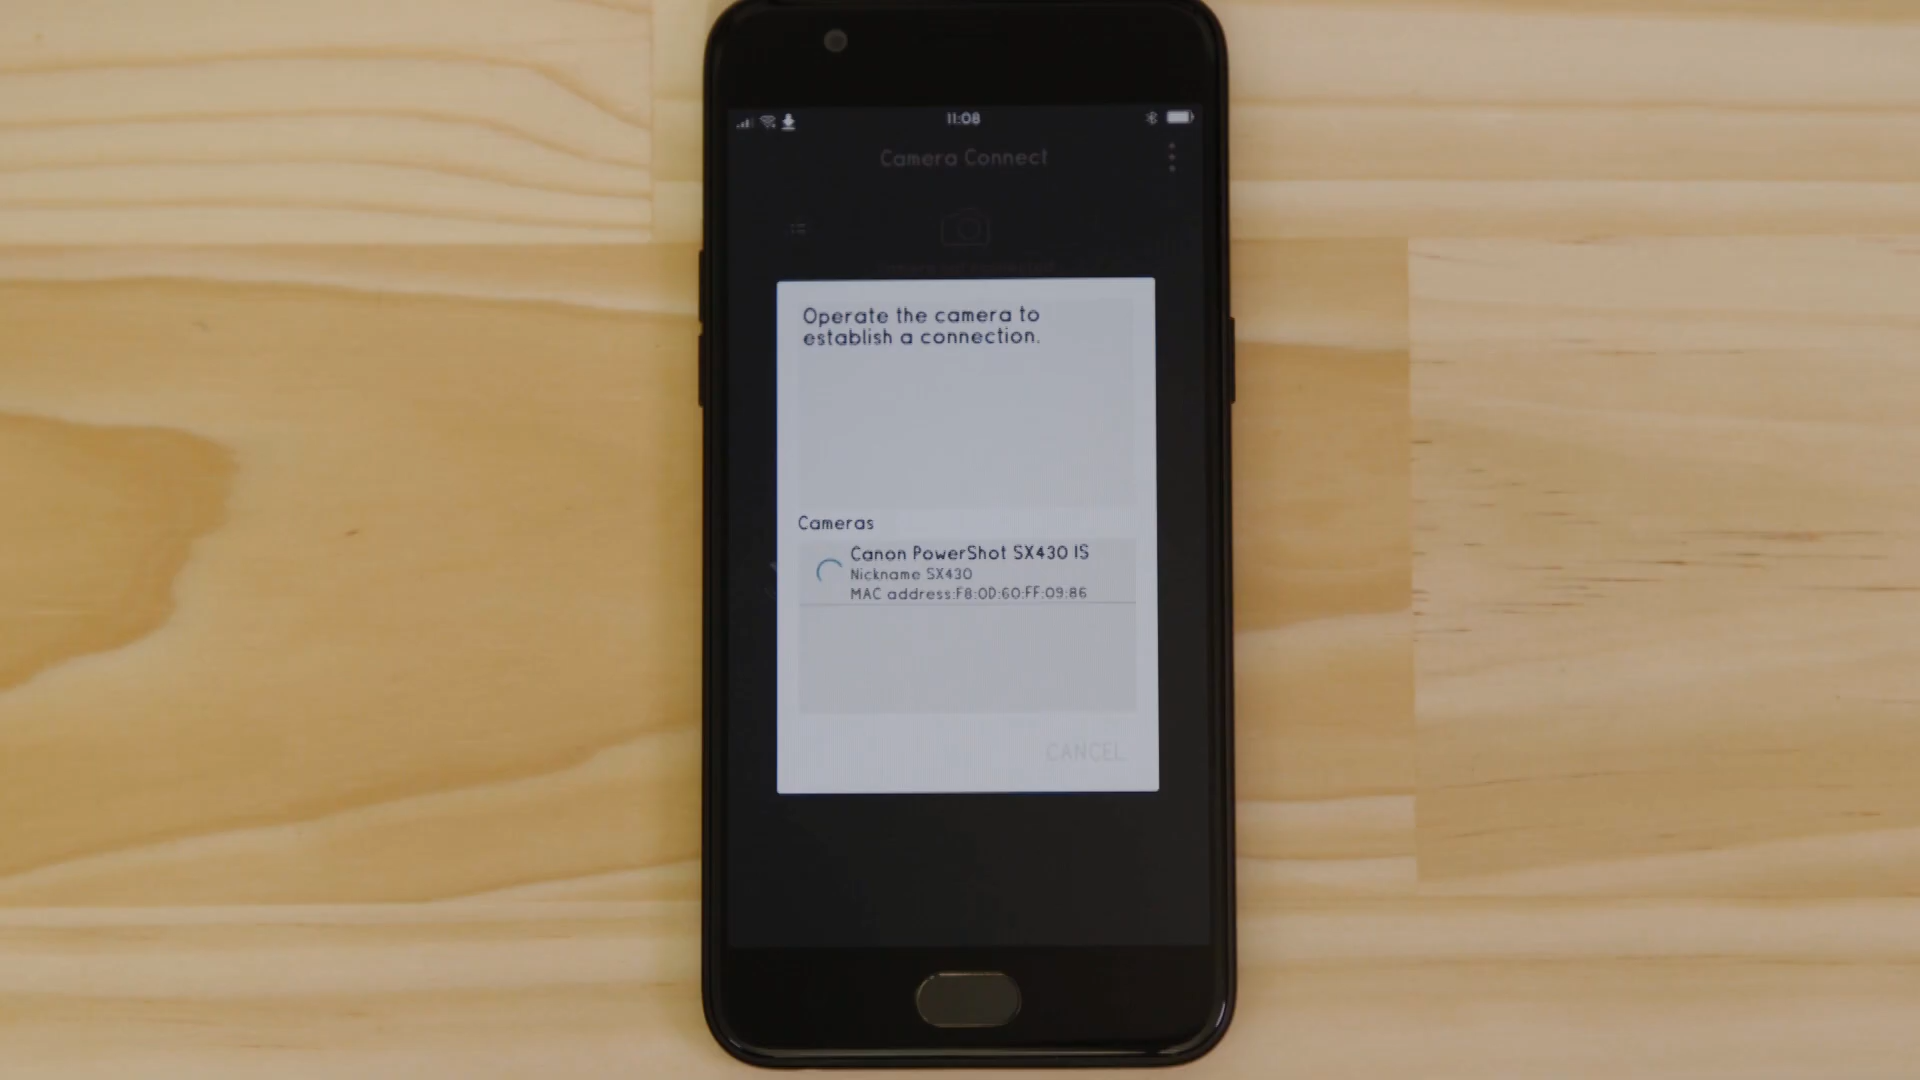 11:08
Camera Connect
Operate the camera to
establish a connection.
Cameras
Canon PowerShot SX430 IS
Nickname SX430
MAC address:F8:0D:60:FF:09:86
CANCEL